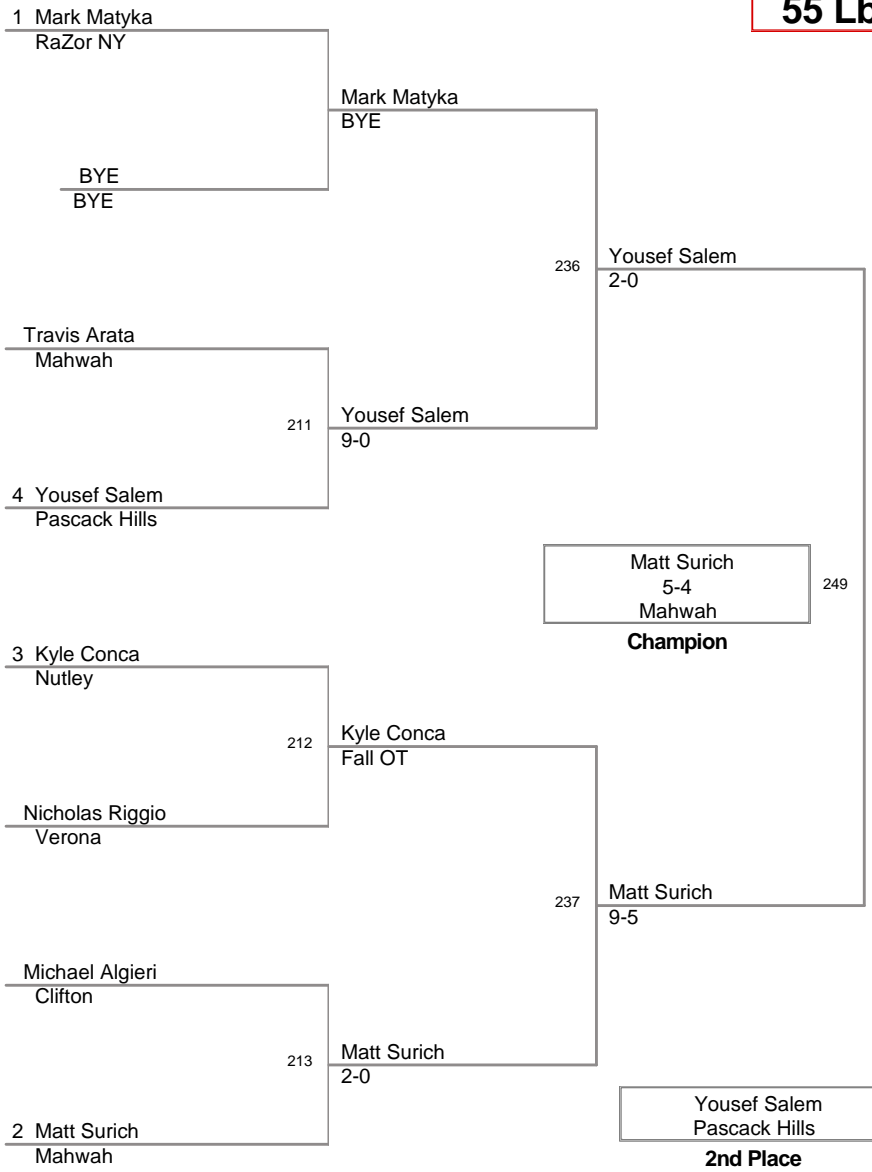 1 Mark Matyka
RaZor NY
55 Lb
Mark Matyka
BYE
BYE
BYE
236
Yousef Salem
2-0
Travis Arata
Mahwah
211
Yousef Salem
9-0
4 Yousef Salem
Pascack Hills
Matt Surich
5-4
Mahwah
249
Champion
3 Kyle Conca
Nutley
212
Kyle Conca
Fall OT
Nicholas Riggio
Verona
237
Matt Surich
9-5
Michael Algieri
Clifton
213
Matt Surich
2-0
2 Matt Surich
Mahwah
Yousef Salem
Pascack Hills
2nd Place